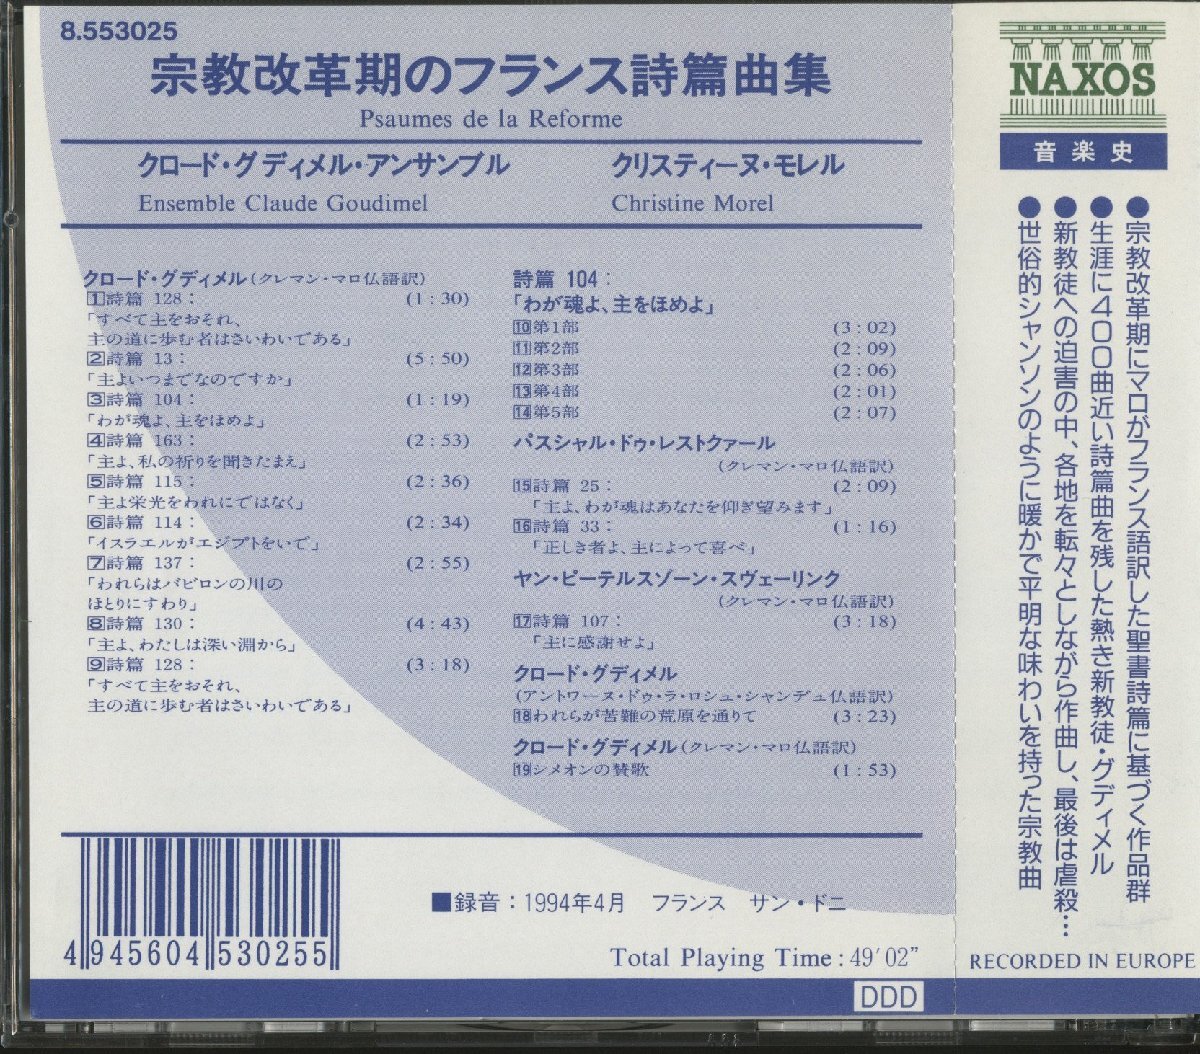 8.553025
宗教改革期のフランス詩篇曲集
Psaumes de la Reforme
クロード・グディメル・アンサンブル
Ensemble Claude Goudimel
クリスティーヌ・モレル
Christine Morel
クロード・グディメル(クレマン・マロ仏語訳)
1 詩篇 128: (1:30)
「すべて主をおそれ、
主の道に歩む者はさいわいである」
2 詩篇 13: (5:50)
「主よいつまでなのですか」
3 詩篇 104: (1:19)
「わが魂よ、主をほめよ」
4 詩篇 163: (2:53)
「主よ、私の祈りを聞きたまえ」
5 詩篇 115: (2:36)
「主よ栄光をわれにではなく」
6 詩篇 114: (2:34)
「イスラエルがエジプトをいで」
7 詩篇 137: (2:55)
「われらはバビロンの川の
ほとりにすわり」
8 詩篇 130: (4:43)
「主よ、わたしは深い淵から」
9 詩篇 128: (3:18)
「すべて主をおそれ、
主の道に歩む者はさいわいである」
詩篇 104:
「わが魂よ、主をほめよ」
10 第1部 (3:02)
11 第2部 (2:09)
12 第3部 (2:06)
13 第4部 (2:01)
14 第5部 (2:07)
パスシャル・ドゥ・レストクァール
(クレマン・マロ仏語訳)
15 詩篇 25: (2:09)
「主よ、わが魂はあなたを仰ぎ望みます」
16 詩篇 33: (1:16)
「正しき者よ、主によって喜べ」
ヤン・ピーテルスゾーン・スヴェーリンク
(クレマン・マロ仏語訳)
17 詩篇 107: (3:18)
「主に感謝せよ」
クロード・グディメル
(アントワーヌ・ドゥ・ラ・ロシュ・シャンデュ仏語訳)
18 われらが苦難の荒原を通りて (3:23)
クロード・グディメル(クレマン・マロ仏語訳)
19 シメオンの賛歌 (1:53)
4 945604 530255
■録音:1994年4月 フランス サン・ドニ
Total Playing Time:49'02"
DDD
NAXOS
音楽史
●宗教改革期にマロがフランス語訳した聖書詩篇に基づく作品群
●生涯に400曲近い詩篇曲を残した熱き新教徒・グディメル
●新教徒への迫害の中、各地を転々としながら作曲し、最後は虐殺…
●世俗的シャンソンのように暖かで平明な味わいを持った宗教曲
RECORDED IN EUROPE